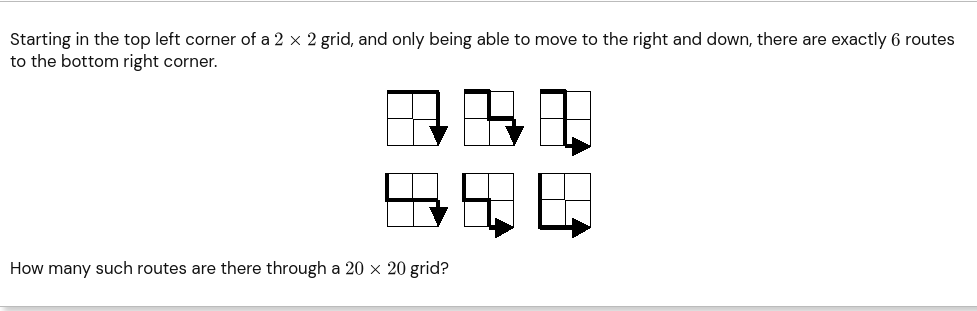 Starting in the top left corner of a 2 × 2 grid, and only being able to move to the right and down, there are exactly 6 routes
to the bottom right corner.
How many such routes are there through a 20 × 20 grid?